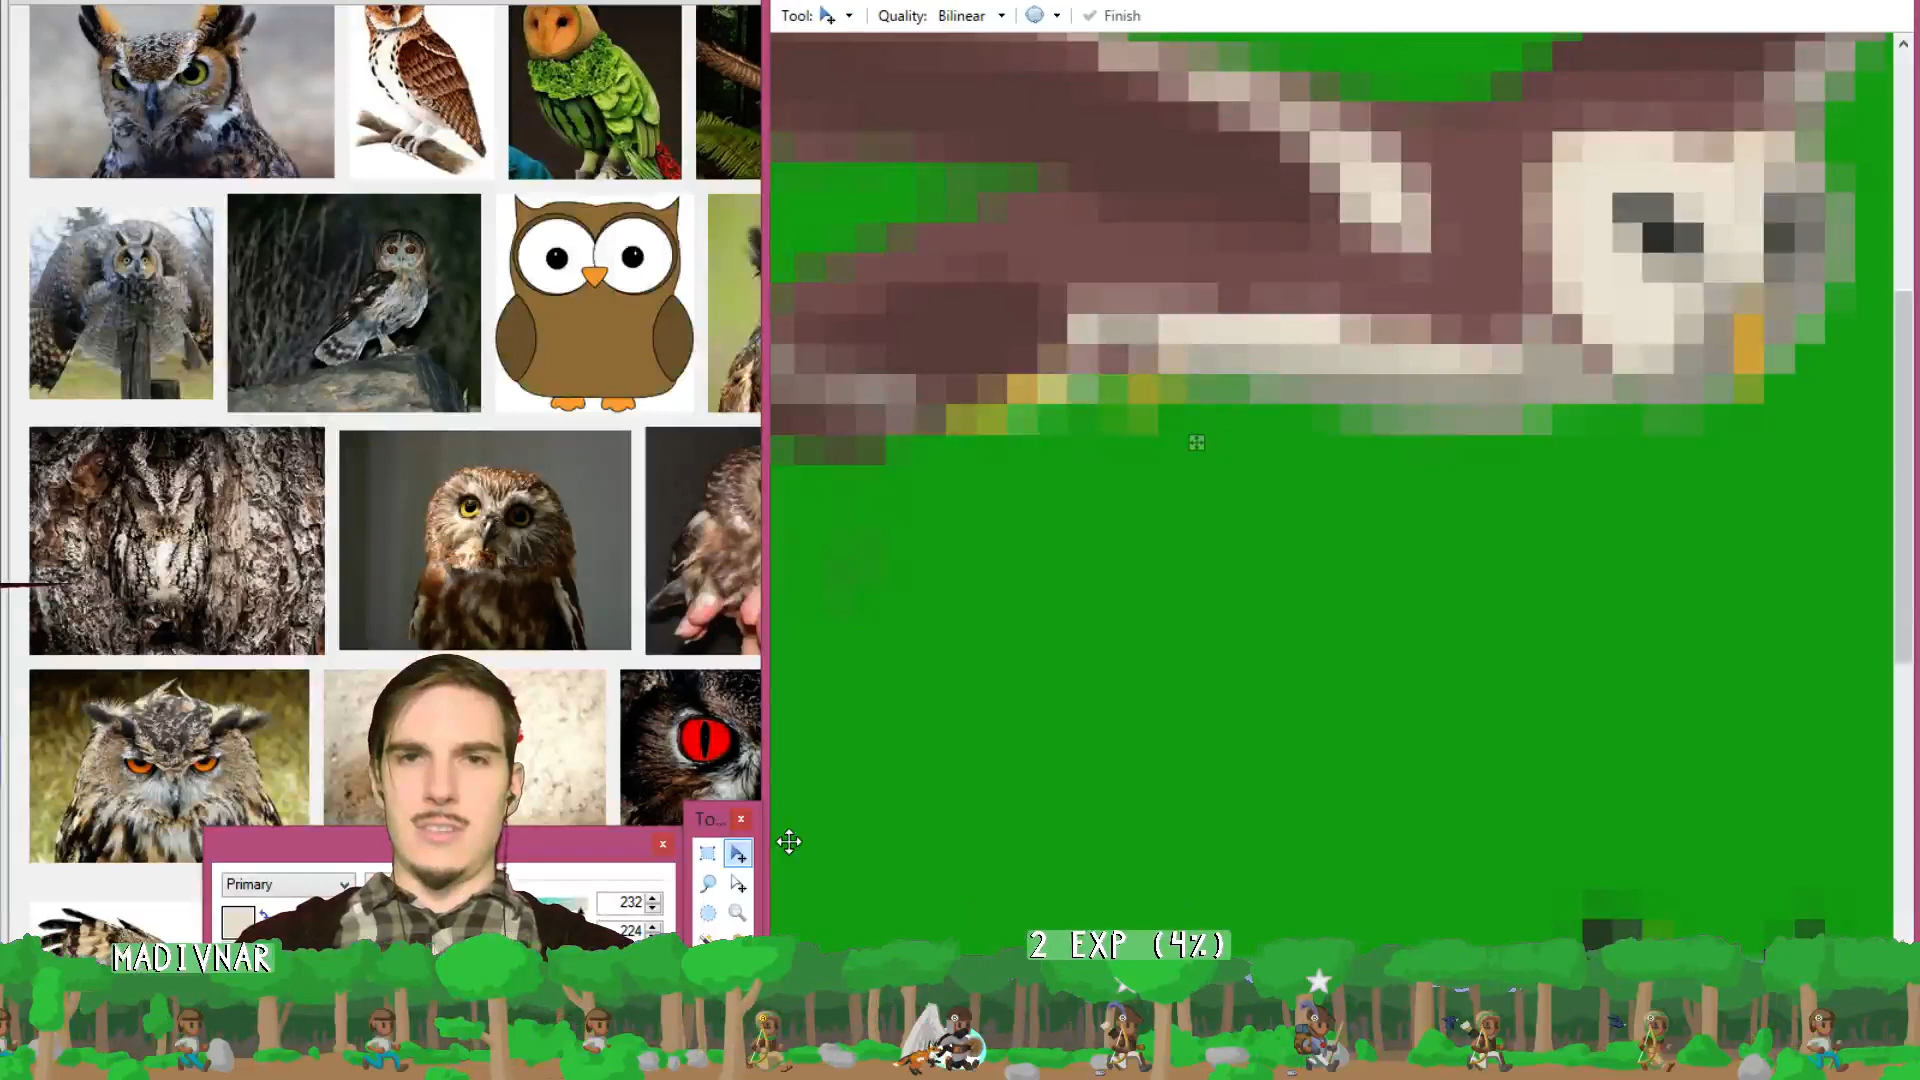 Tool:
Quality: Bilinear
Finish
To...
Primary
232
224
MADIVNAR
2 EXP (4%)